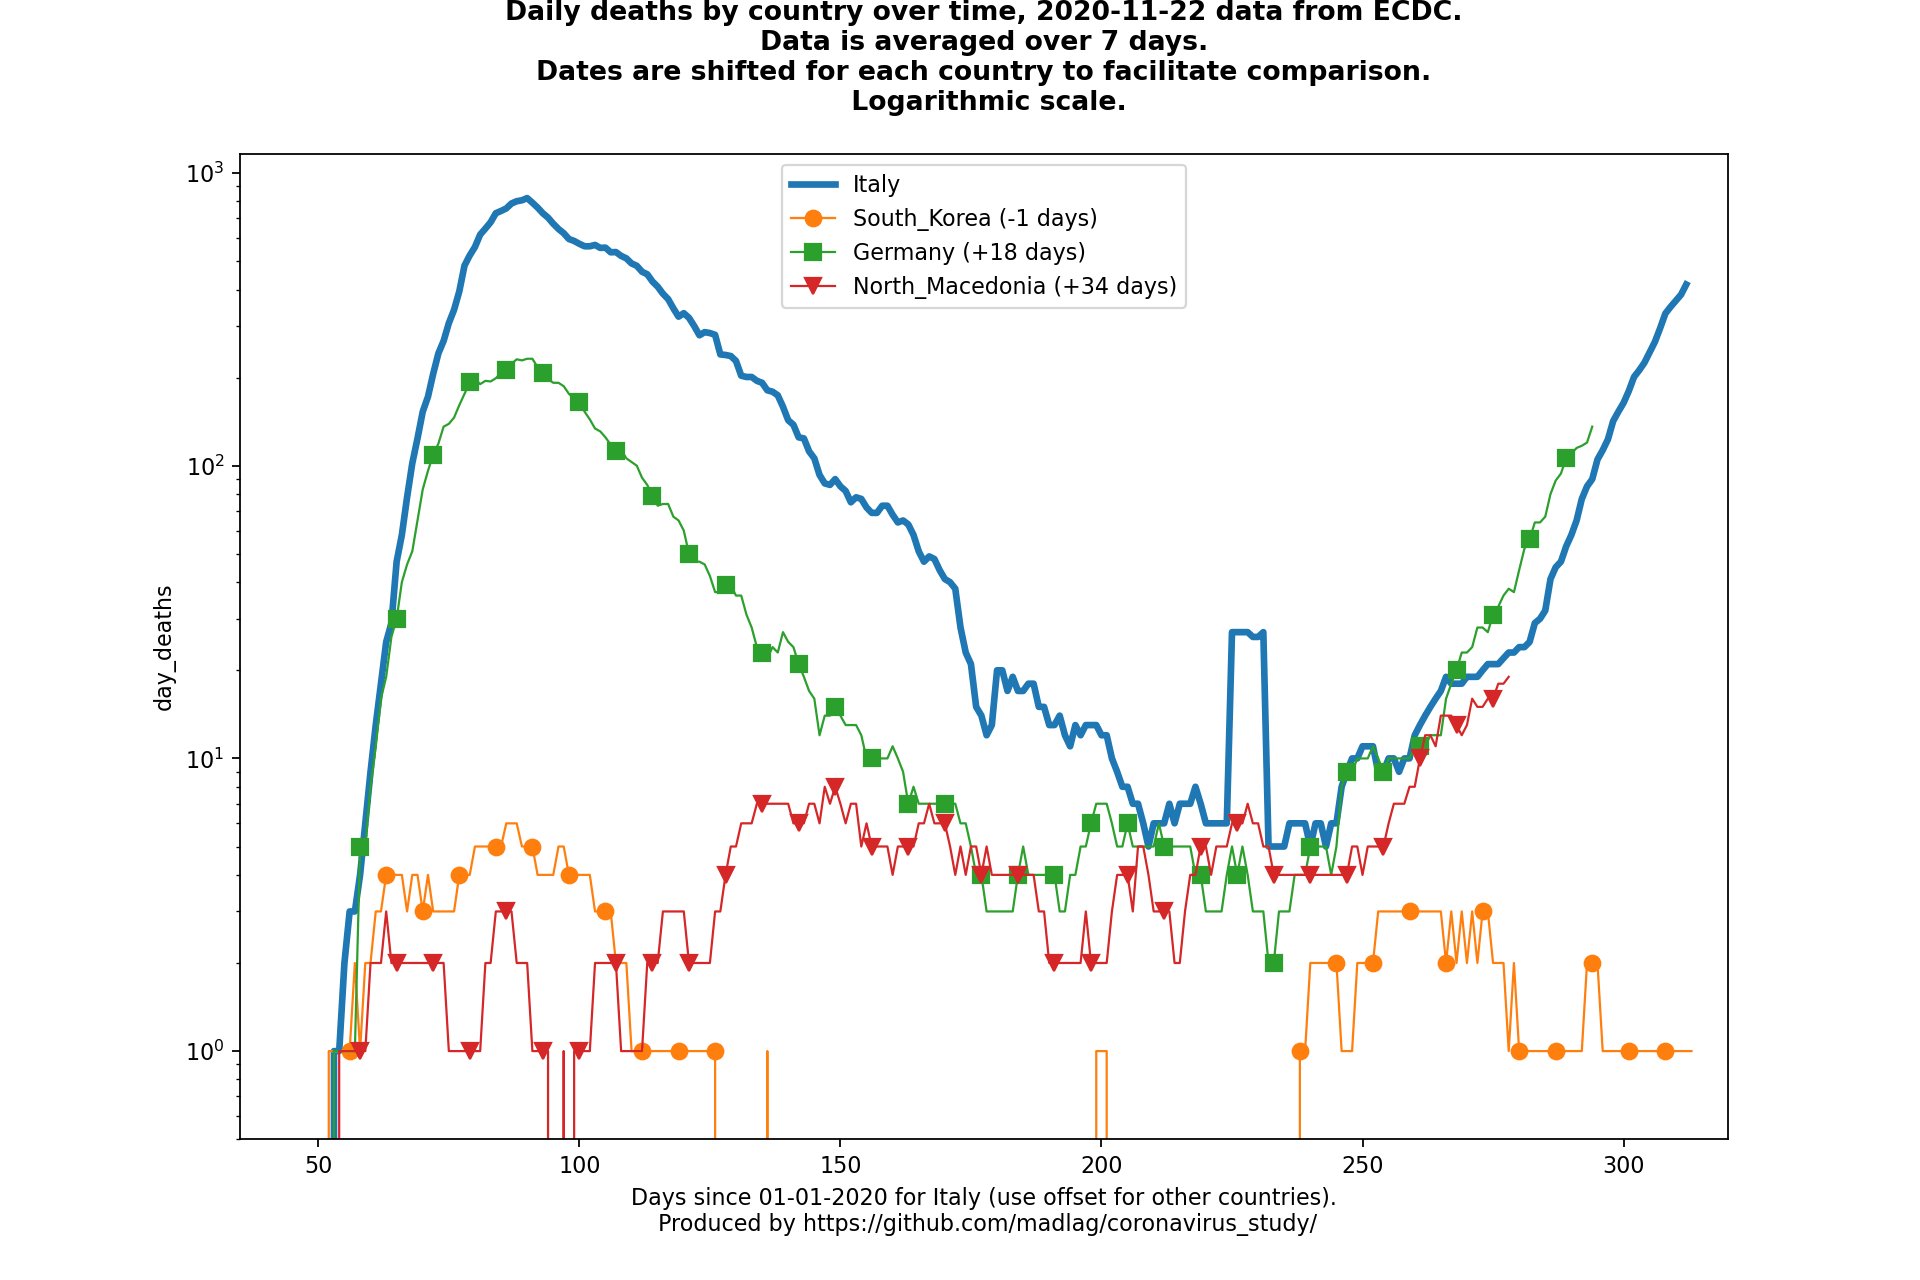 Daily deaths by country over time, 2020-11-22 data from ECDC.
Data is averaged over 7 days.
Dates are shifted for each country to facilitate comparison.
Logarithmic scale.
Italy
South_Korea (-1 days)
Germany (+18 days)
North_Macedonia (+34 days)
day_deaths
10³
10²
10¹
10⁰
50
100
150
200
250
300
Days since 01-01-2020 for Italy (use offset for other countries).
Produced by https://github.com/madlag/coronavirus_study/